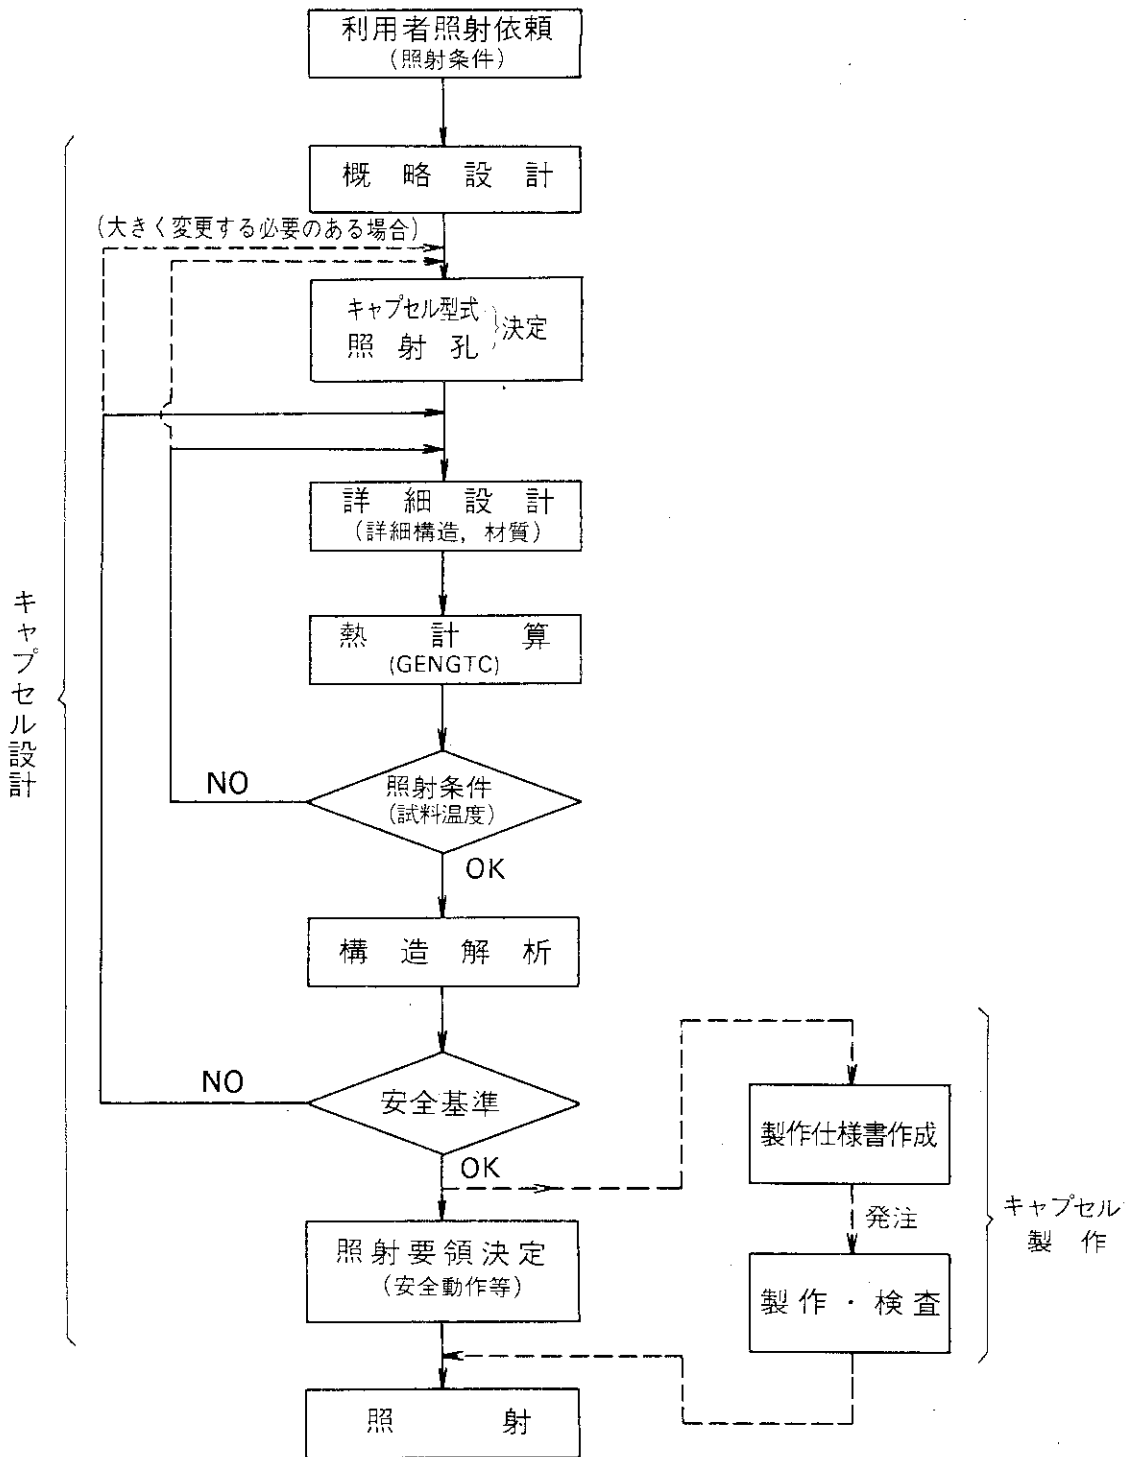 利用者照射依頼
(照射条件)
概略設計
(大きく変更する必要のある場合)
キャプセル型式
照射孔
決定
詳細設計
(詳細構造, 材質)
熱計算
(GENGTC)
照射条件
(試料温度)
NO
OK
構造解析
安全基準
NO
OK
照射要領決定
(安全動作等)
照射
キャプセル設計
製作仕様書作成
発注
製作・検査
キャプセル
製作